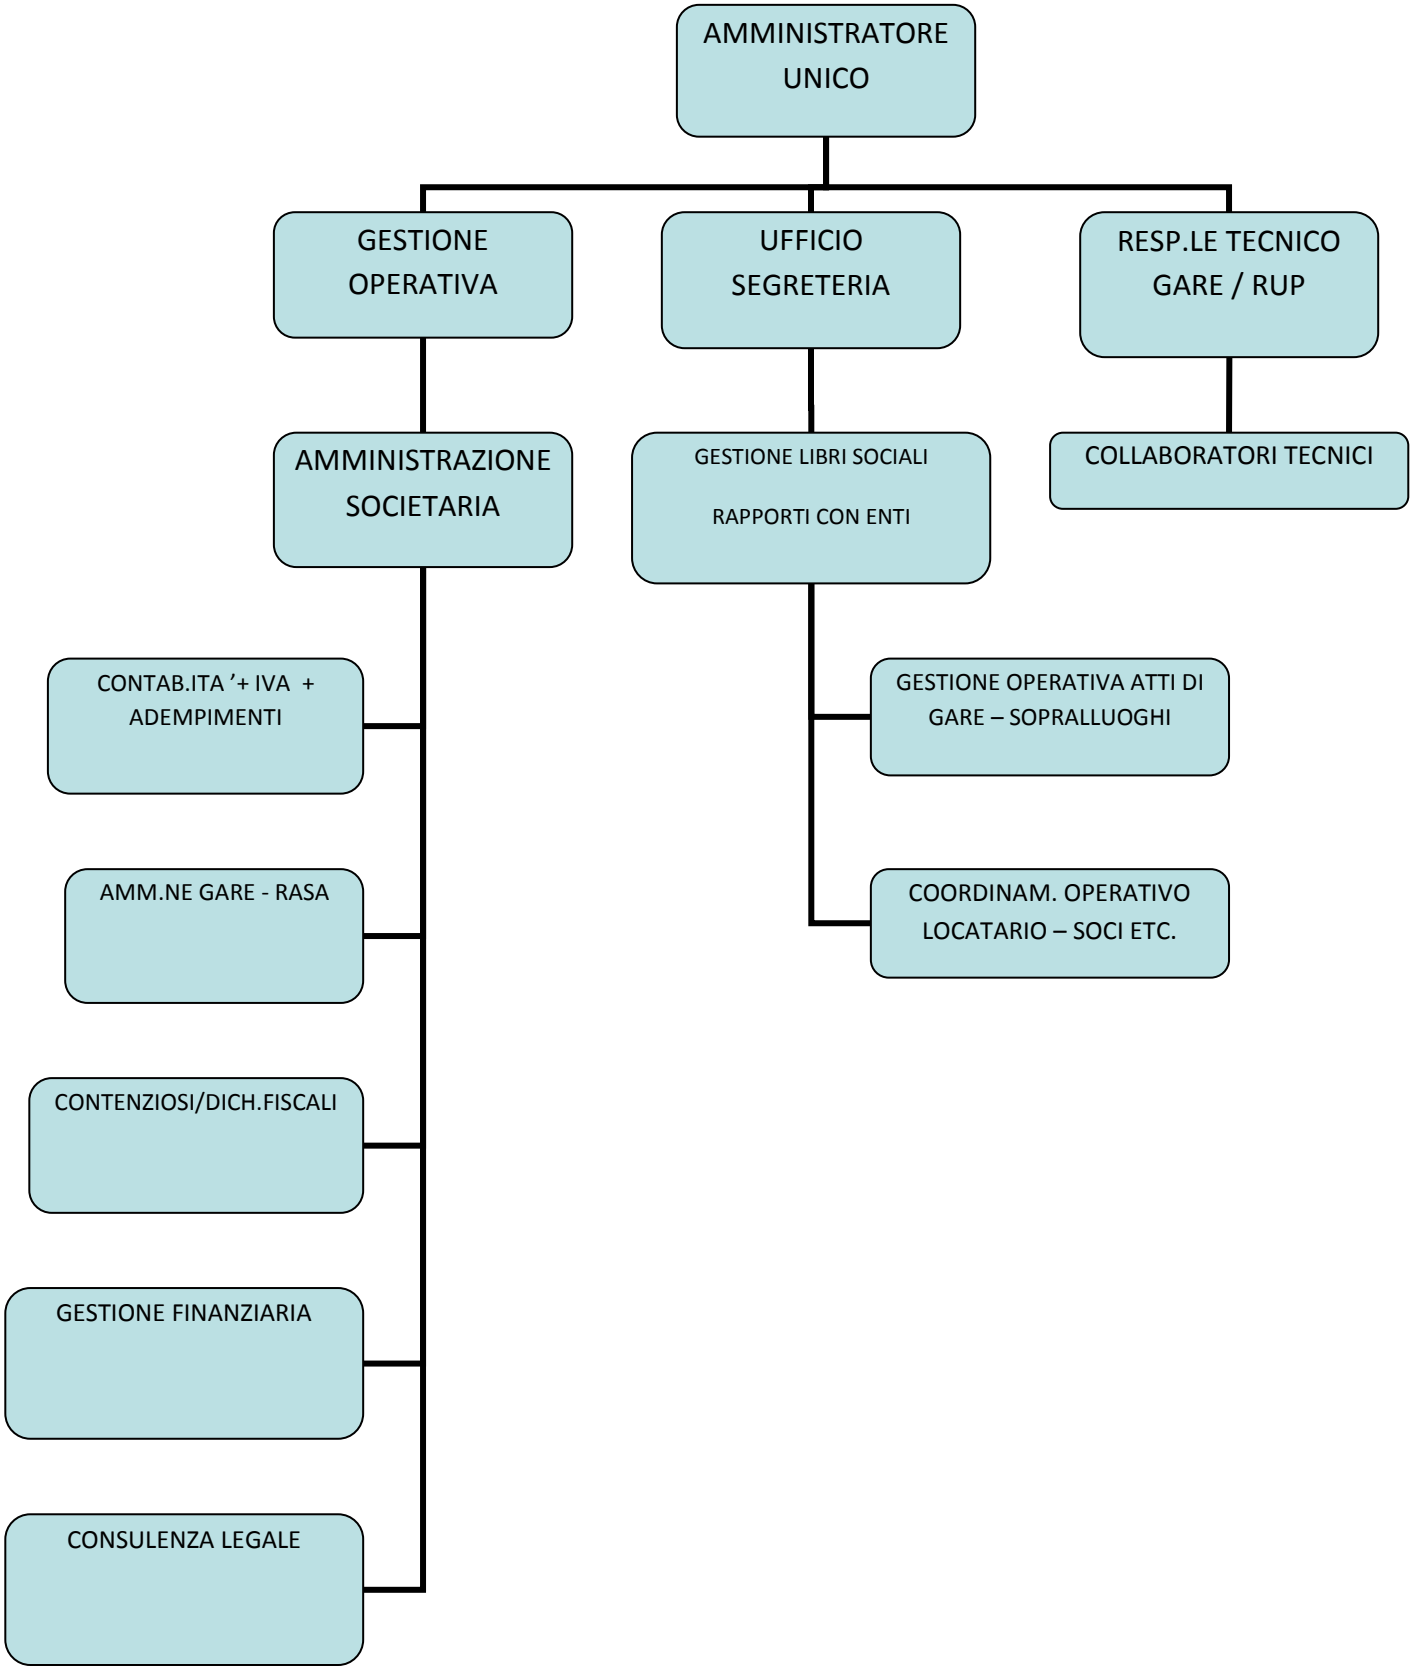 AMMINISTRATORE
UNICO
GESTIONE
OPERATIVA
UFFICIO
SEGRETERIA
RESP.LE TECNICO
GARE / RUP
AMMINISTRAZIONE
SOCIETARIA
GESTIONE LIBRI SOCIALI
RAPPORTI CON ENTI
COLLABORATORI TECNICI
CONTAB.ITA '+ IVA +
ADEMPIMENTI
GESTIONE OPERATIVA ATTI DI
GARE – SOPRALLUOGHI
AMM.NE GARE - RASA
COORDINAM. OPERATIVO
LOCATARIO – SOCI ETC.
CONTENZIOSI/DICH.FISCALI
GESTIONE FINANZIARIA
CONSULENZA LEGALE